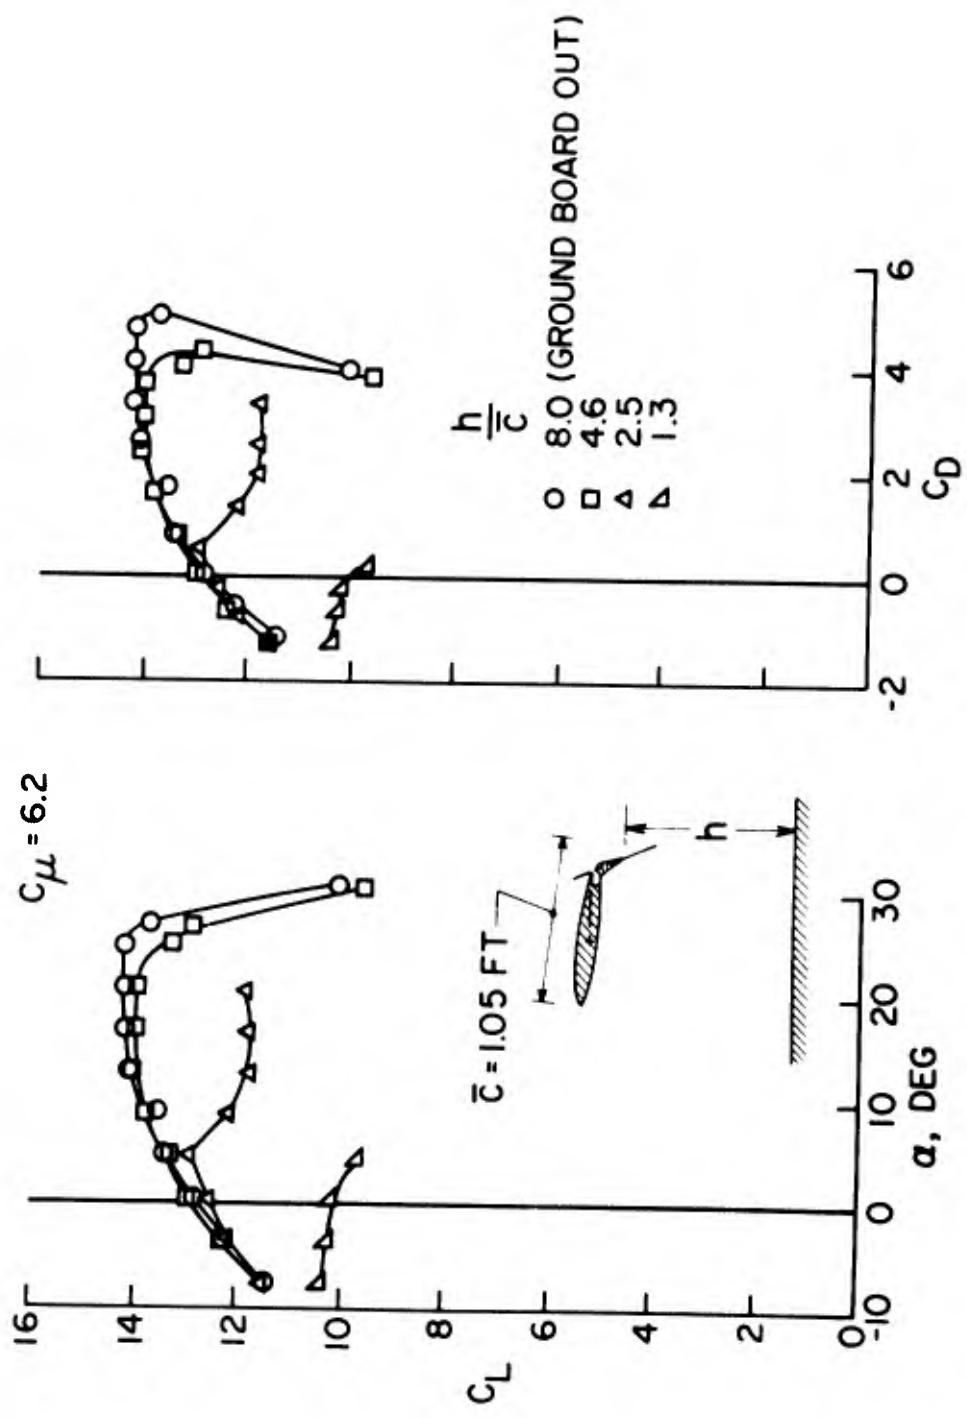 Cμ = 6.2
16
14
12
10
8
6
4
2
0
CL
-10
0
10
20
30
α, DEG
c̄ = 1.05 FT
h
-2
0
2
4
6
CD
h
c̄
8.0 (GROUND BOARD OUT)
4.6
2.5
1.3